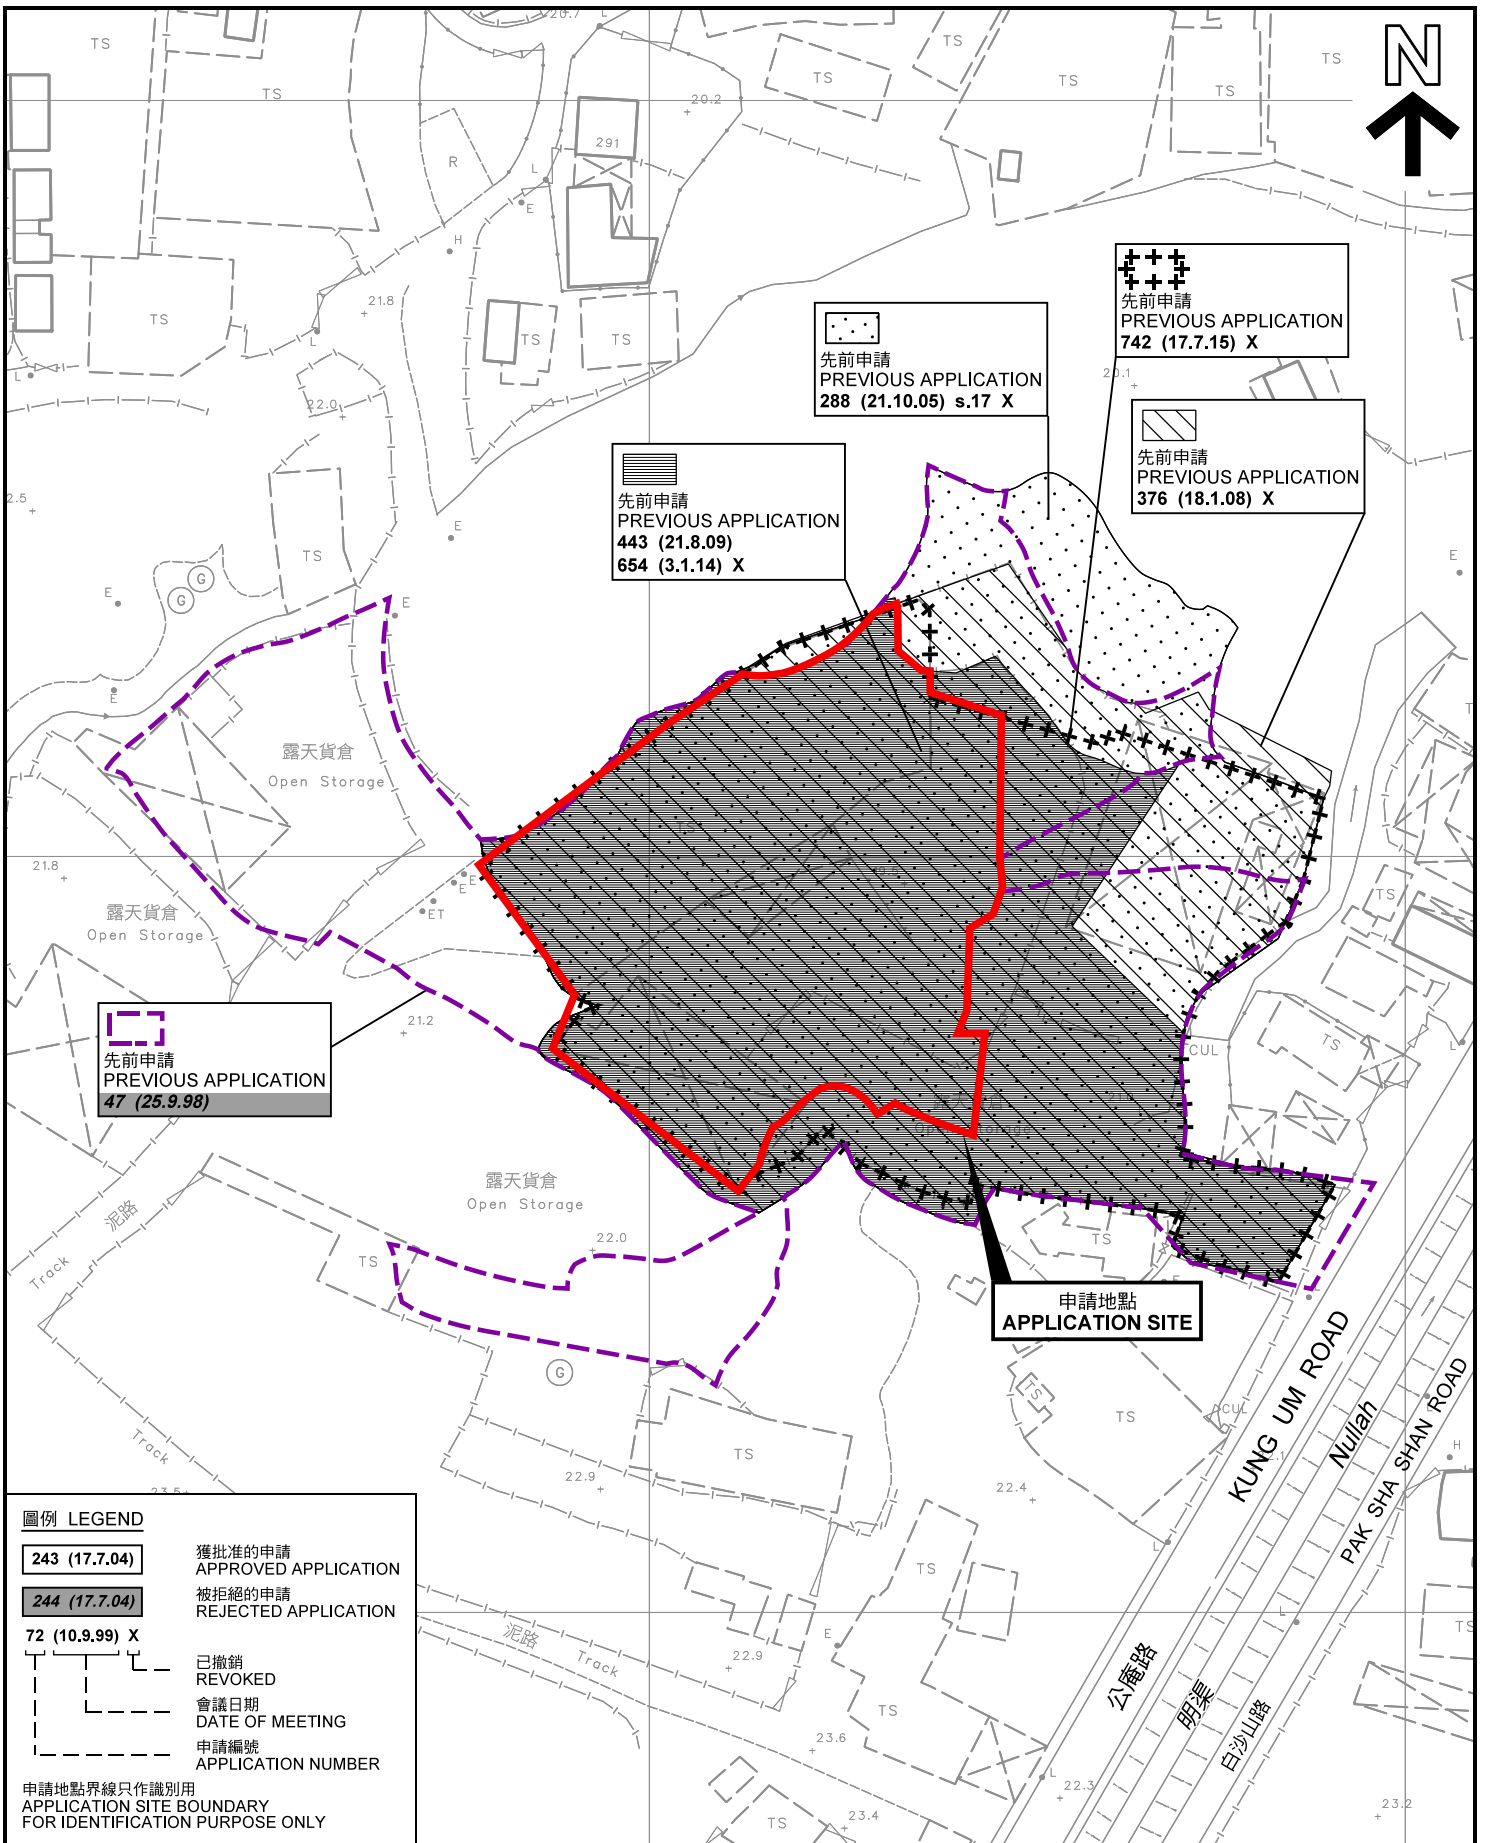 N
20.7
L
TS
TS
TS
TS
TS
TS
TS
TS
20.2
291
R
L
E
H
21.8
TS
TS
TS
L
L
22.0
先前申請
PREVIOUS APPLICATION
742 (17.7.15) X
先前申請
PREVIOUS APPLICATION
288 (21.10.05) s.17 X
20.1
先前申請
PREVIOUS APPLICATION
376 (18.1.08) X
先前申請
PREVIOUS APPLICATION
443 (21.8.09)
654 (3.1.14) X
2.5
E
TS
E
E
G
G
E
E
露天貨倉
Open Storage
21.8
E
E
ET
TS
露天貨倉
Open Storage
21.2
先前申請
PREVIOUS APPLICATION
47 (25.9.98)
CUL
TS
L
Open Storage
露天貨倉
Open Storage
泥路
Track
TS
22.0
TS
E
申請地點
APPLICATION SITE
G
TS
TS
CUL
KUNG UM ROAD
Nullah
PAK SHA SHAN ROAD
Track
TS
22.9
22.4
H
23.5
L
圖例 LEGEND
243 (17.7.04)
獲批准的申請
APPROVED APPLICATION
244 (17.7.04)
被拒絕的申請
REJECTED APPLICATION
72 (10.9.99) X
已撤銷
REVOKED
會議日期
DATE OF MEETING
申請編號
APPLICATION NUMBER
申請地點界線只作識別用
APPLICATION SITE BOUNDARY
FOR IDENTIFICATION PURPOSE ONLY
TS
泥路
Track
E
22.9
L
TS
公庵路
明渠
白沙山路
TS
23.6
L
22.3
TS
23.4
23.2